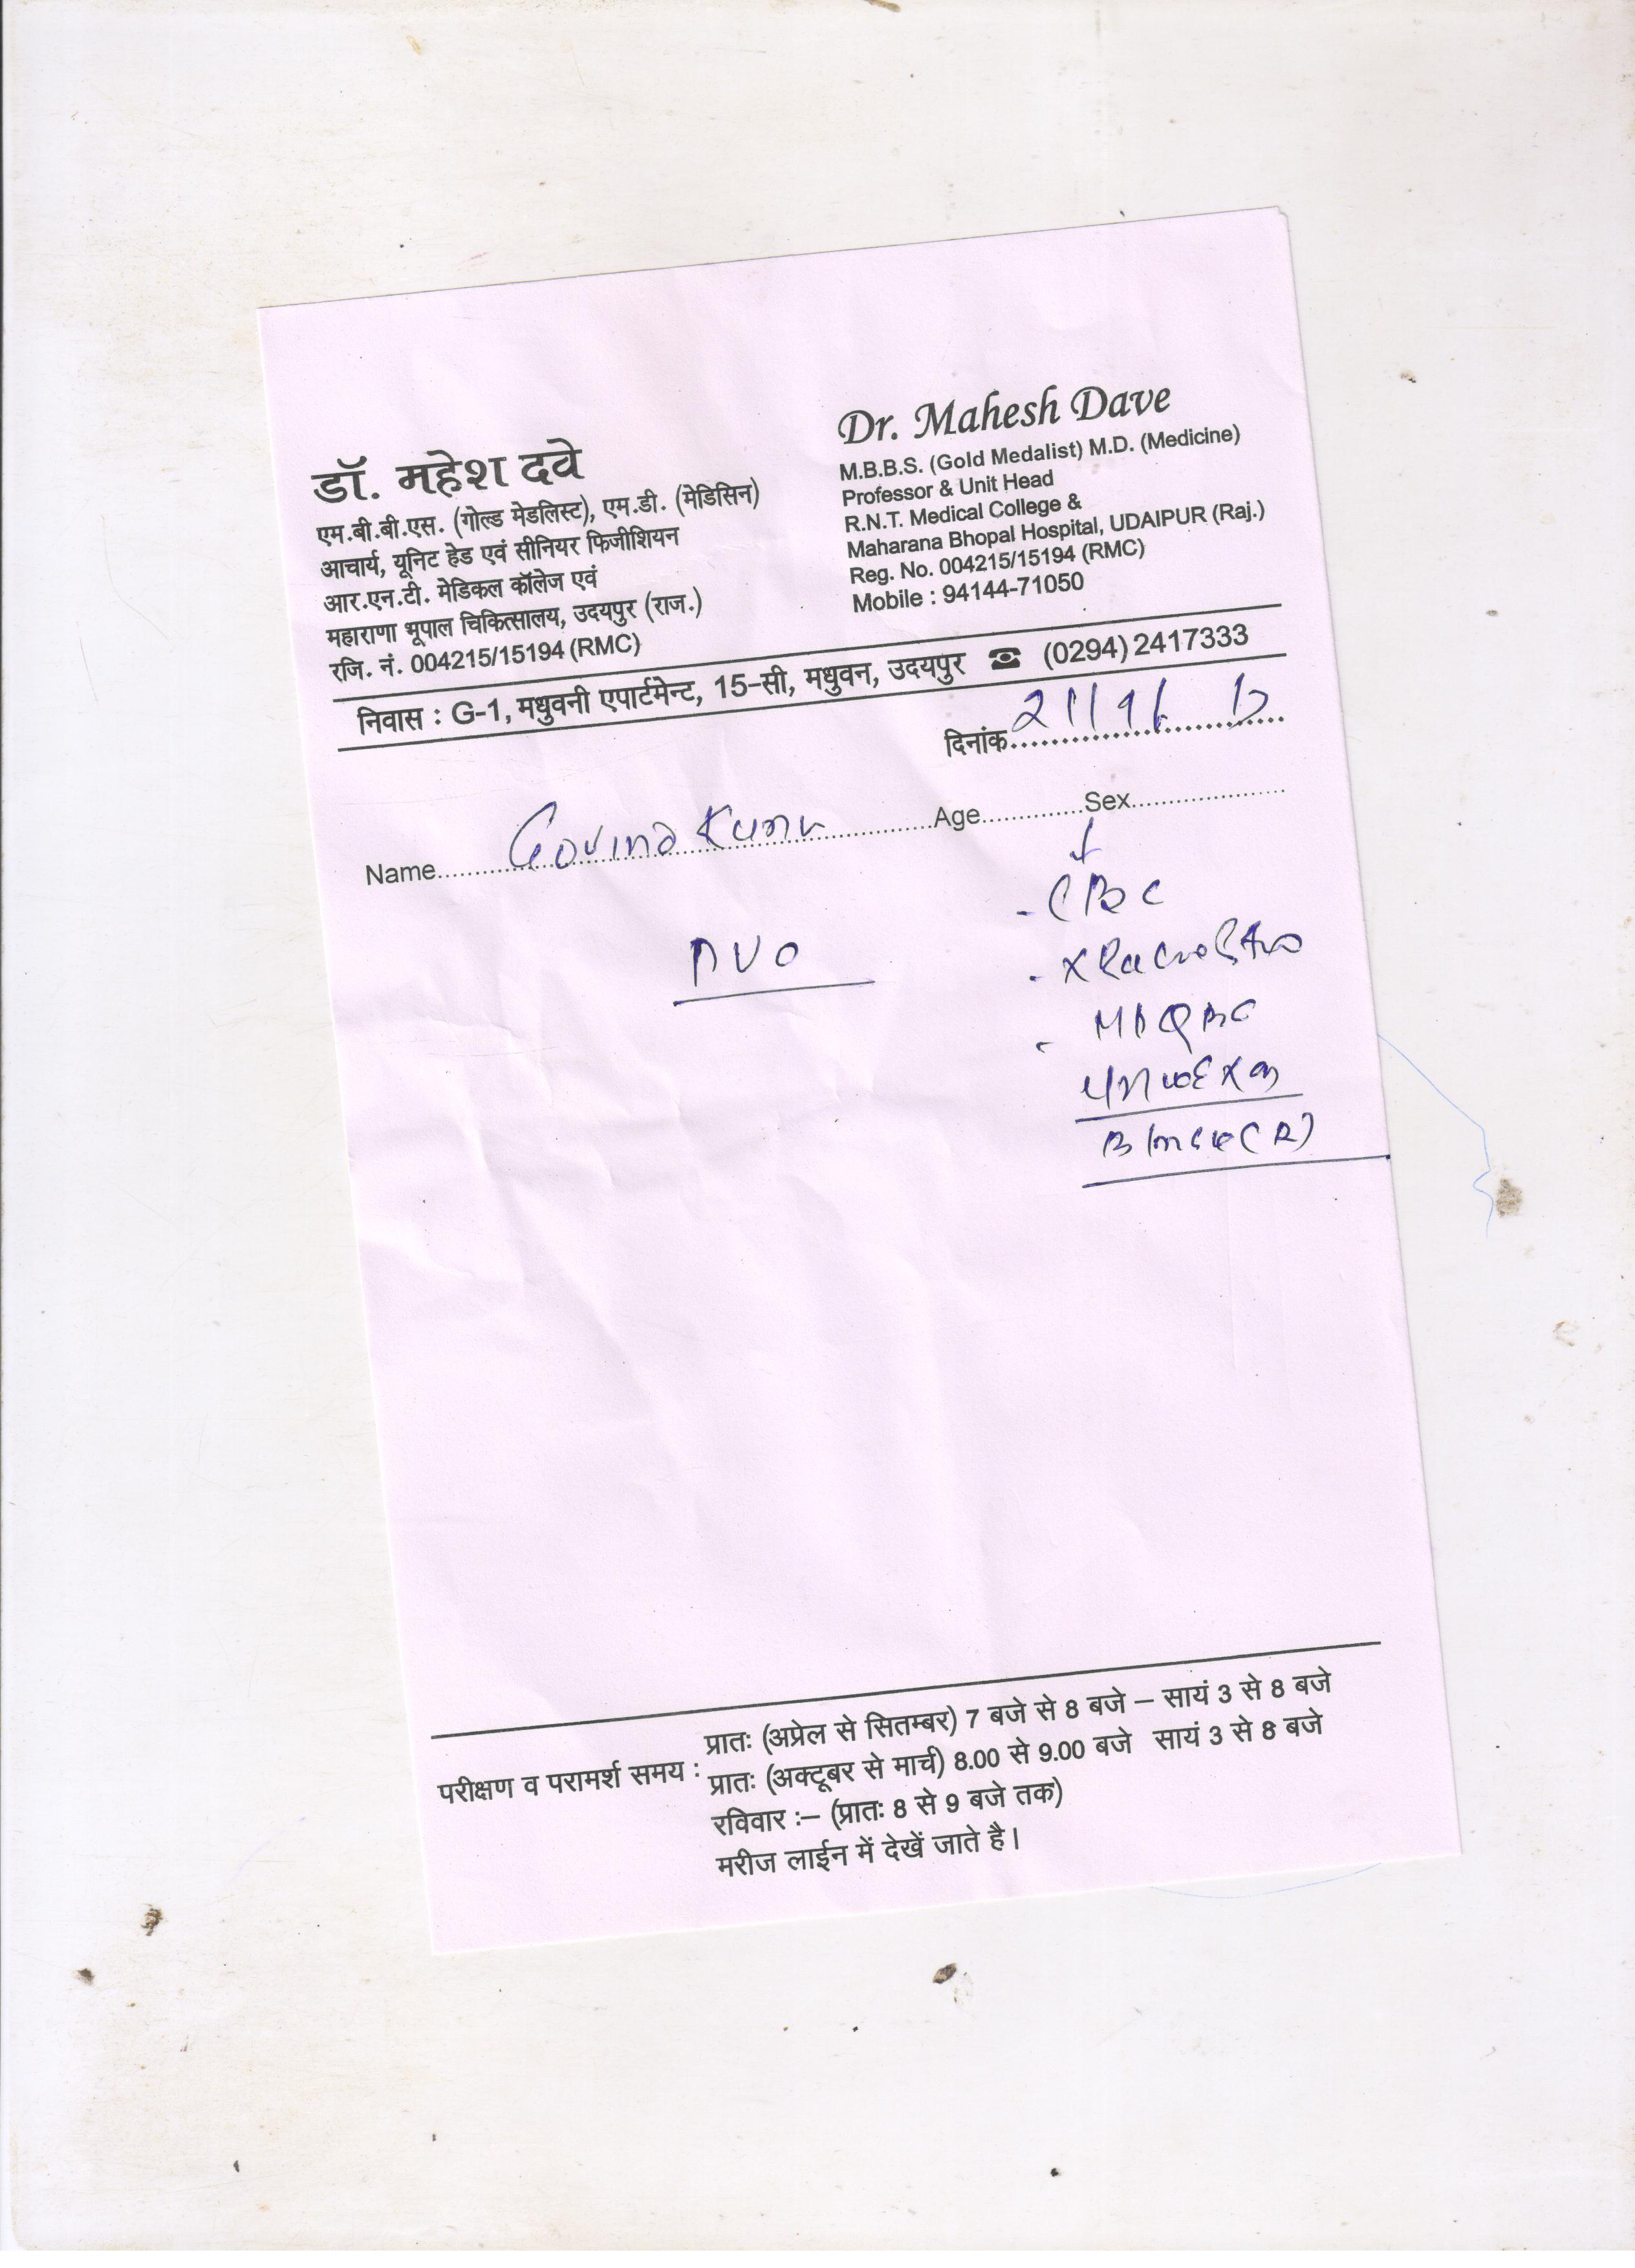 डॉ. महेश दवे
एम.बी.बी.एस. (गोल्ड मेडलिस्ट), एम.डी. (मेडिसिन)
आचार्य, यूनिट हेड एवं सीनियर फिजीशियन
आर.एन.टी. मेडिकल कॉलेज एवं
महाराणा भूपाल चिकित्सालय, उदयपुर (राज.)
रजि. नं. 004215/15194 (RMC)
Dr. Mahesh Dave
M.B.B.S. (Gold Medalist) M.D. (Medicine)
Professor & Unit Head
R.N.T. Medical College &
Maharana Bhopal Hospital, UDAIPUR (Raj.)
Reg. No. 004215/15194 (RMC)
Mobile : 94144-71050
निवास : G-1, मधुवनी एपार्टमेन्ट, 15-सी, मधुवन, उदयपुर ☎ (0294) 2417333
दिनांक
Name Govind Age Sex
- CBC
परीक्षण व परामर्श समय : प्रातः (अप्रेल से सितम्बर) 7 बजे से 8 बजे – सायं 3 से 8 बजे
प्रातः (अक्टूबर से मार्च) 8.00 से 9.00 बजे सायं 3 से 8 बजे
रविवार :– (प्रातः 8 से 9 बजे तक)
मरीज लाईन में देखें जाते है।